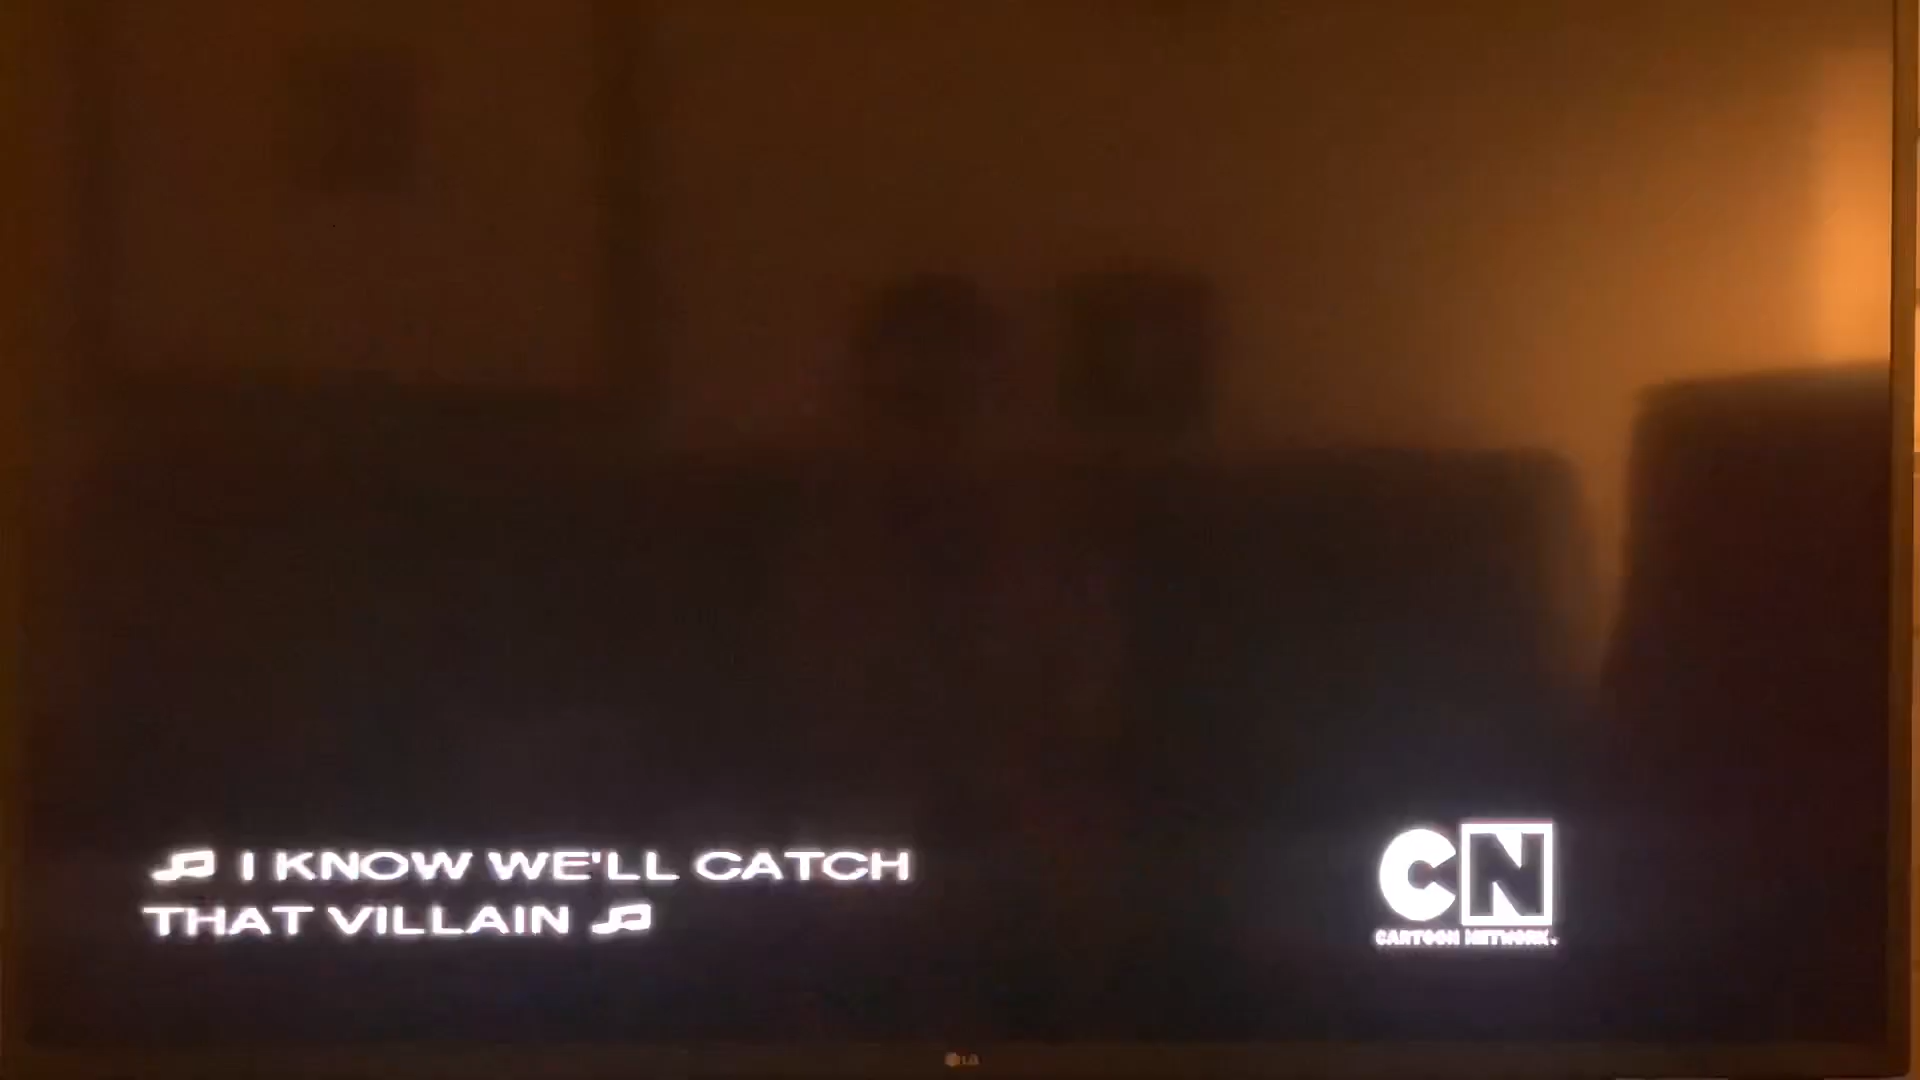 ♫ I KNOW WE'LL CATCH
THAT VILLAIN ♫
CN
CARTOON NETWORK.
LG